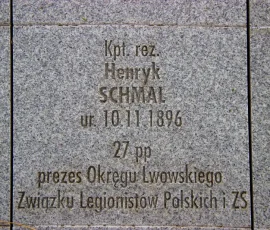 Kpt. rez.
Henryk
SCHMAL
ur. 10.11.1896
27 pp
prezes Okręgu Lwowskiego
Związku Legionistów Polskich i ZS